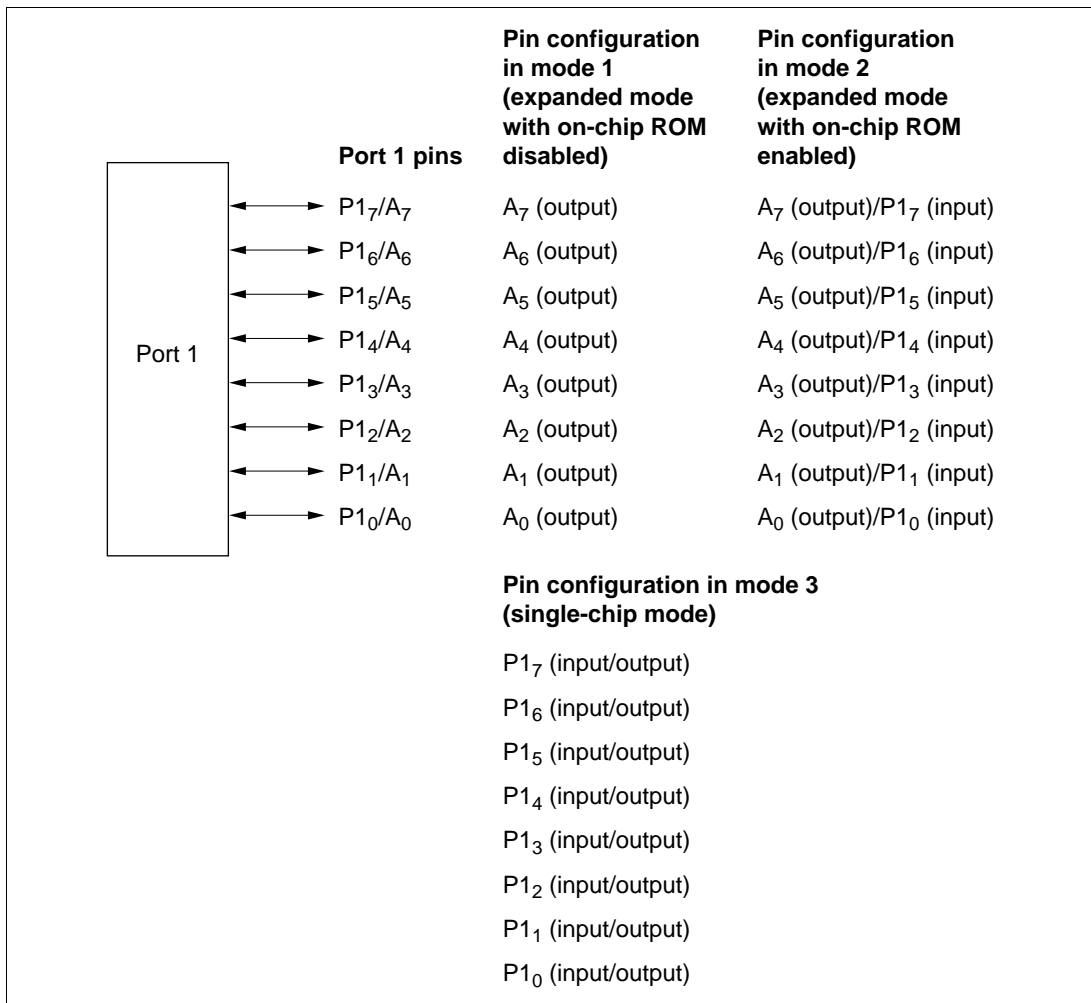 Pin configuration in mode 1 (expanded mode with on-chip ROM disabled)
Pin configuration in mode 2 (expanded mode with on-chip ROM enabled)
Port 1 pins
Port 1
P1₇/A₇ A₇ (output) A₇ (output)/P1₇ (input)
P1₆/A₆ A₆ (output) A₆ (output)/P1₆ (input)
P1₅/A₅ A₅ (output) A₅ (output)/P1₅ (input)
P1₄/A₄ A₄ (output) A₄ (output)/P1₄ (input)
P1₃/A₃ A₃ (output) A₃ (output)/P1₃ (input)
P1₂/A₂ A₂ (output) A₂ (output)/P1₂ (input)
P1₁/A₁ A₁ (output) A₁ (output)/P1₁ (input)
P1₀/A₀ A₀ (output) A₀ (output)/P1₀ (input)
Pin configuration in mode 3
(single-chip mode)
P1₇ (input/output)
P1₆ (input/output)
P1₅ (input/output)
P1₄ (input/output)
P1₃ (input/output)
P1₂ (input/output)
P1₁ (input/output)
P1₀ (input/output)